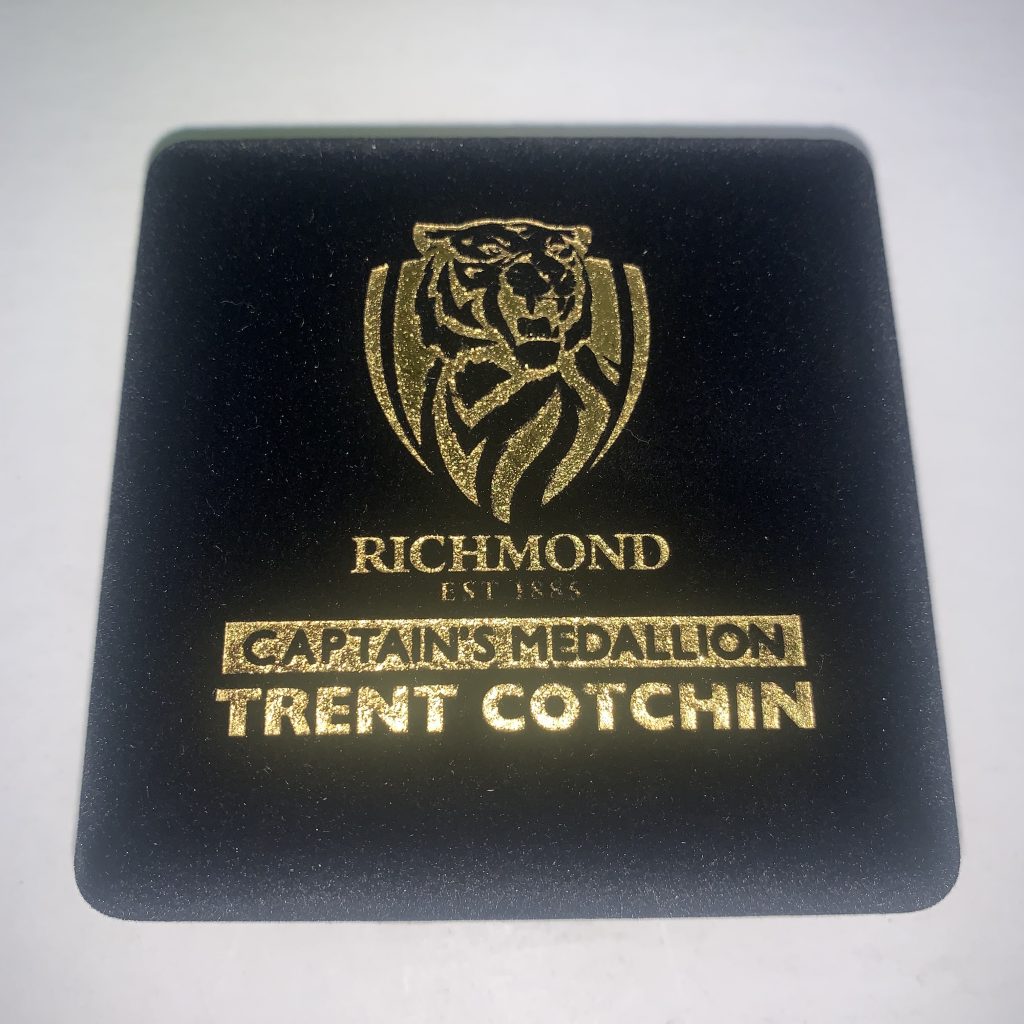 RICHMOND
EST 1885
CAPTAIN'S MEDALLION
TRENT COTCHIN